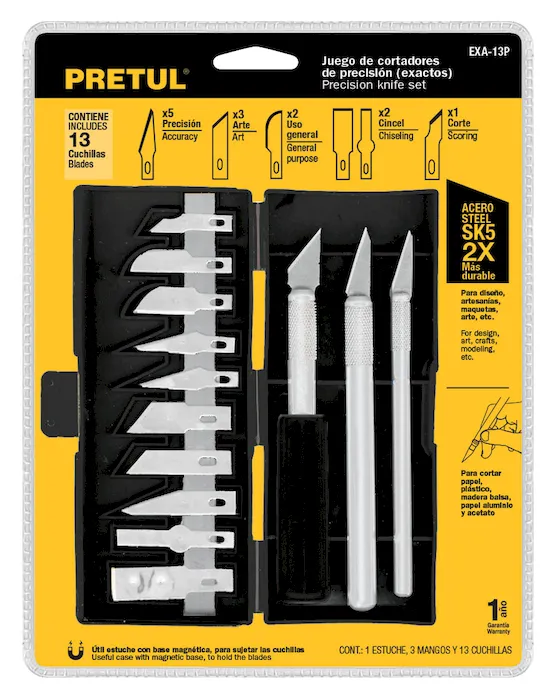 EXA-13P
PRETUL®
Juego de cortadores
de precisión (exactos)
Precision knife set
CONTIENE
INCLUDES
13
Cuchillas
Blades
x5
Precisión
Accuracy
x3
Arte
Art
x2
Uso
general
General
purpose
x2
Cincel
Chiseling
x1
Corte
Scoring
ACERO
STEEL
SK5
2X
Más
durable
Para diseño,
artesanías,
maquetas,
arte, etc.
For design,
art, crafts,
modeling,
etc.
Para cortar
papel,
plástico,
madera balsa,
papel aluminio
y acetato
1 año
Garantía
Warranty
PRETUL®
Útil estuche con base magnética, para sujetar las cuchillas
Useful case with magnetic base, to hold the blades
CONT.: 1 ESTUCHE, 3 MANGOS Y 13 CUCHILLAS